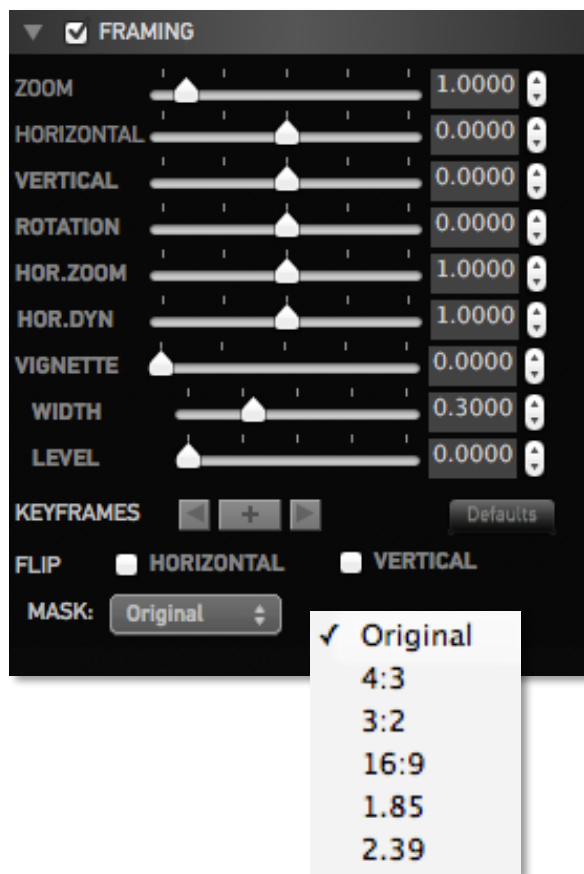 FRAMING
ZOOM 1.0000
HORIZONTAL 0.0000
VERTICAL 0.0000
ROTATION 0.0000
HOR.ZOOM 1.0000
HOR.DYN 1.0000
VIGNETTE 0.0000
WIDTH 0.3000
LEVEL 0.0000
KEYFRAMES + Defaults
FLIP HORIZONTAL VERTICAL
MASK: Original
✓ Original
4:3
3:2
16:9
1.85
2.39